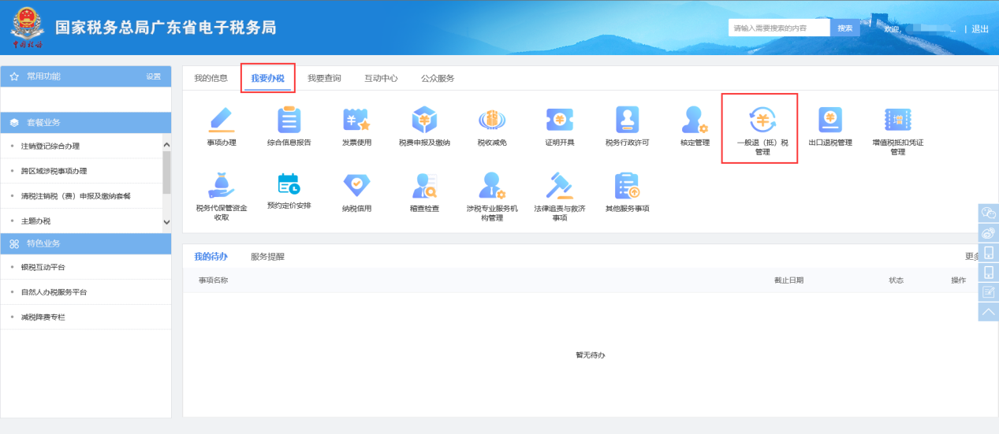 国家税务总局广东省电子税务局
中国税务
请输入需要搜索的内容
搜索
欢迎,
...
| 退出
常用功能
设置
套餐业务
注销登记综合办理
跨区域涉税事项办理
清税注销税（费）申报及缴纳套餐
主题办税
特色业务
银税互动平台
自然人办税服务平台
减税降费专栏
我的信息
我要办税
我要查询
互动中心
公众服务
事项办理
综合信息报告
发票使用
税费申报及缴纳
税收减免
证明开具
税务行政许可
核定管理
一般退（抵）税
管理
出口退税管理
增值税抵扣凭证
管理
税务代保管资金
收取
预约定价安排
纳税信用
稽查检查
涉税专业服务机
构管理
法律追责与救济
事项
其他服务事项
我的待办
服务提醒
更多
事项名称
截止日期
状态
操作
暂无待办